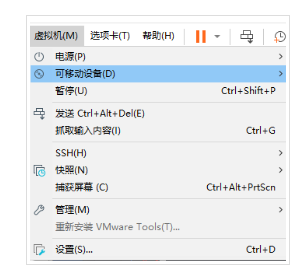 虚拟机(M) 选项卡(T) 帮助(H)
电源(P)
可移动设备(D)
暂停(U) Ctrl+Shift+P
发送 Ctrl+Alt+Del(E)
抓取输入内容(I) Ctrl+G
SSH(H)
快照(N)
捕获屏幕 (C) Ctrl+Alt+PrtScn
管理(M)
重新安装 VMware Tools(T)...
设置(S)... Ctrl+D